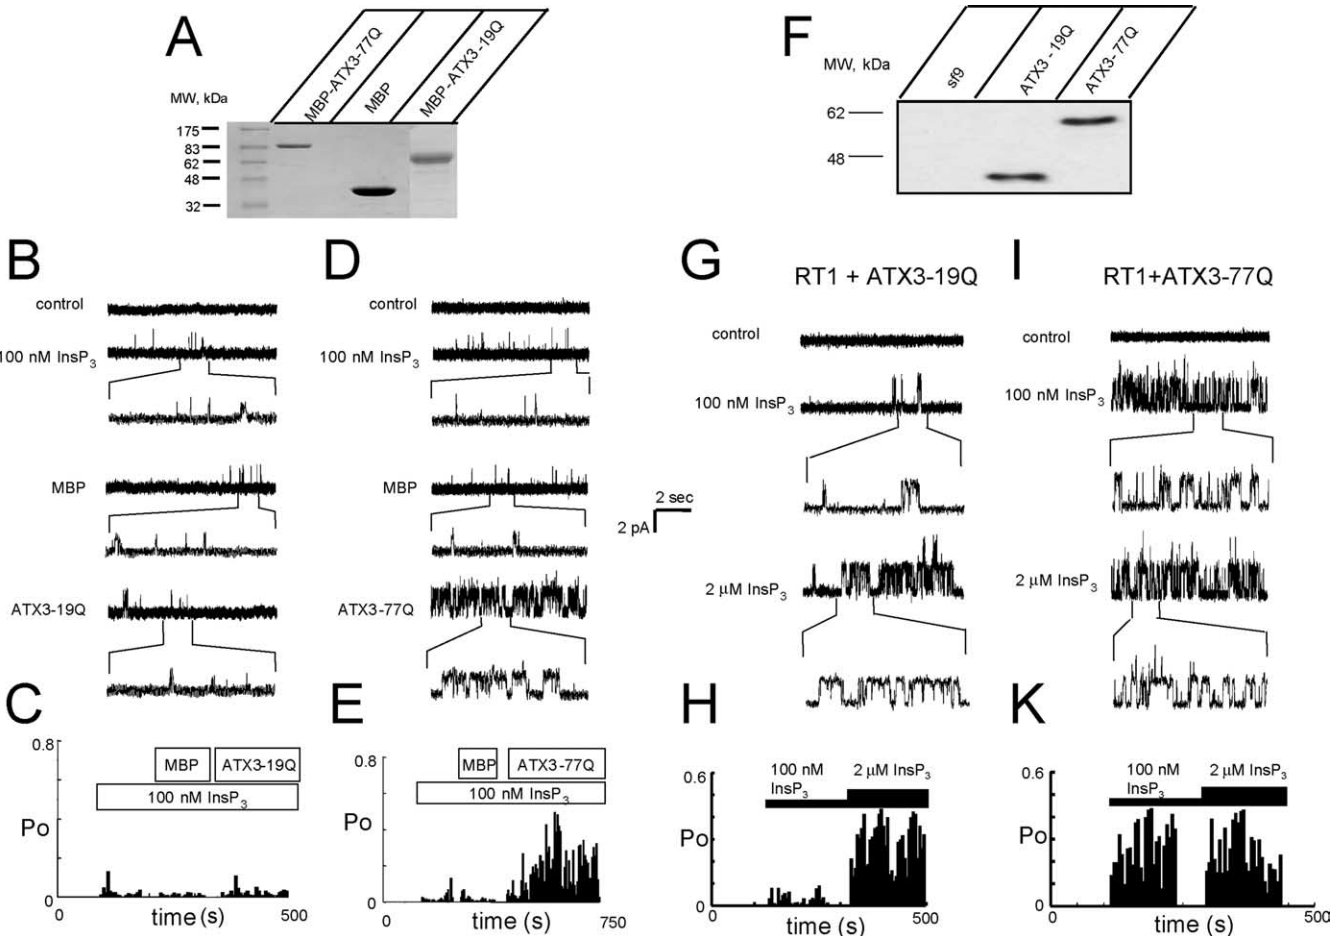 A
MBP-ATX3-77Q
MBP
MBP-ATX3-19Q
MW, kDa
175
83
62
48
32
F
sf9
ATX3-19Q
ATX3-77Q
MW, kDa
62
48
B
control
100 nM InsP3
MBP
ATX3-19Q
D
control
100 nM InsP3
MBP
ATX3-77Q
2 sec
2 pA
G
RT1 + ATX3-19Q
control
100 nM InsP3
2 μM InsP3
I
RT1+ATX3-77Q
control
100 nM InsP3
2 μM InsP3
C
0.8
MBP
ATX3-19Q
100 nM InsP3
Po
0
0
time (s)
500
E
0.8
MBP
ATX3-77Q
100 nM InsP3
Po
0
0
time (s)
750
H
0.6
100 nM
InsP3
2 μM InsP3
Po
0
0
time (s)
500
K
0.6
100 nM
InsP3
2 μM InsP3
Po
0
0
time (s)
500